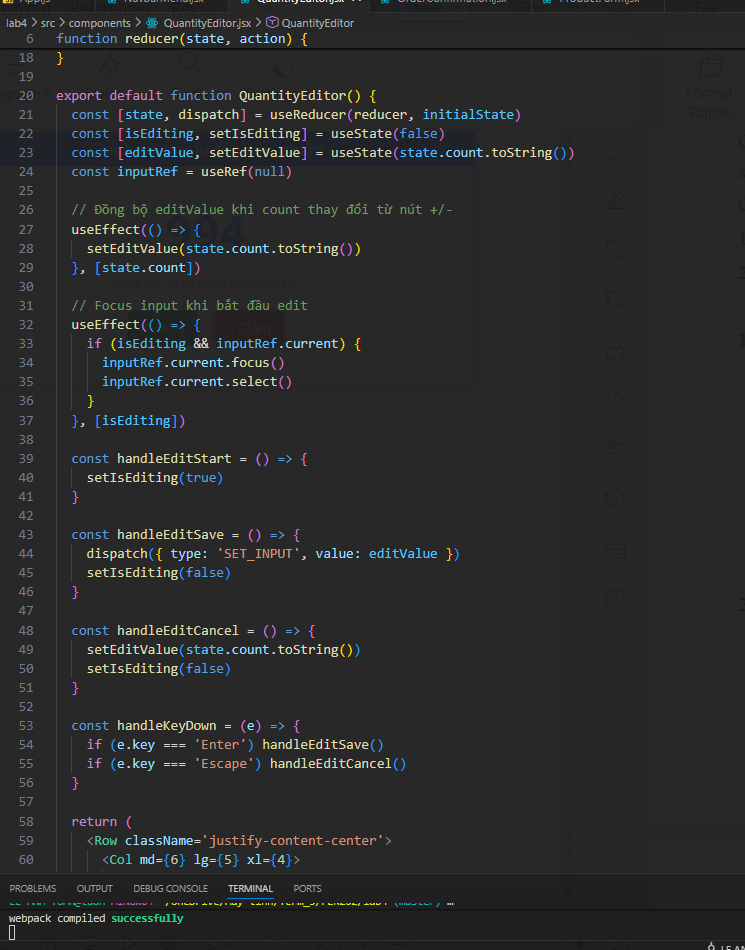 lab4 > src > components > QuantityEditor.jsx > QuantityEditor
6 function reducer(state, action) {
18 }
19
20 export default function QuantityEditor() {
21 const [state, dispatch] = useReducer(reducer, initialState)
22 const [isEditing, setIsEditing] = useState(false)
23 const [editValue, setEditValue] = useState(state.count.toString())
24 const inputRef = useRef(null)
25
26 // Đồng bộ editValue khi count thay đổi từ nút +/-
27 useEffect(() => {
28 setEditValue(state.count.toString())
29 }, [state.count])
30
31 // Focus input khi bắt đầu edit
32 useEffect(() => {
33 if (isEditing && inputRef.current) {
34 inputRef.current.focus()
35 inputRef.current.select()
36 }
37 }, [isEditing])
38
39 const handleEditStart = () => {
40 setIsEditing(true)
41 }
42
43 const handleEditSave = () => {
44 dispatch({ type: 'SET_INPUT', value: editValue })
45 setIsEditing(false)
46 }
47
48 const handleEditCancel = () => {
49 setEditValue(state.count.toString())
50 setIsEditing(false)
51 }
52
53 const handleKeyDown = (e) => {
54 if (e.key === 'Enter') handleEditSave()
55 if (e.key === 'Escape') handleEditCancel()
56 }
57
58 return (
59 <Row className='justify-content-center'>
60 <Col md={6} lg={5} xl={4}>
PROBLEMS OUTPUT DEBUG CONSOLE TERMINAL PORTS
webpack compiled successfully
File
Format
Painter